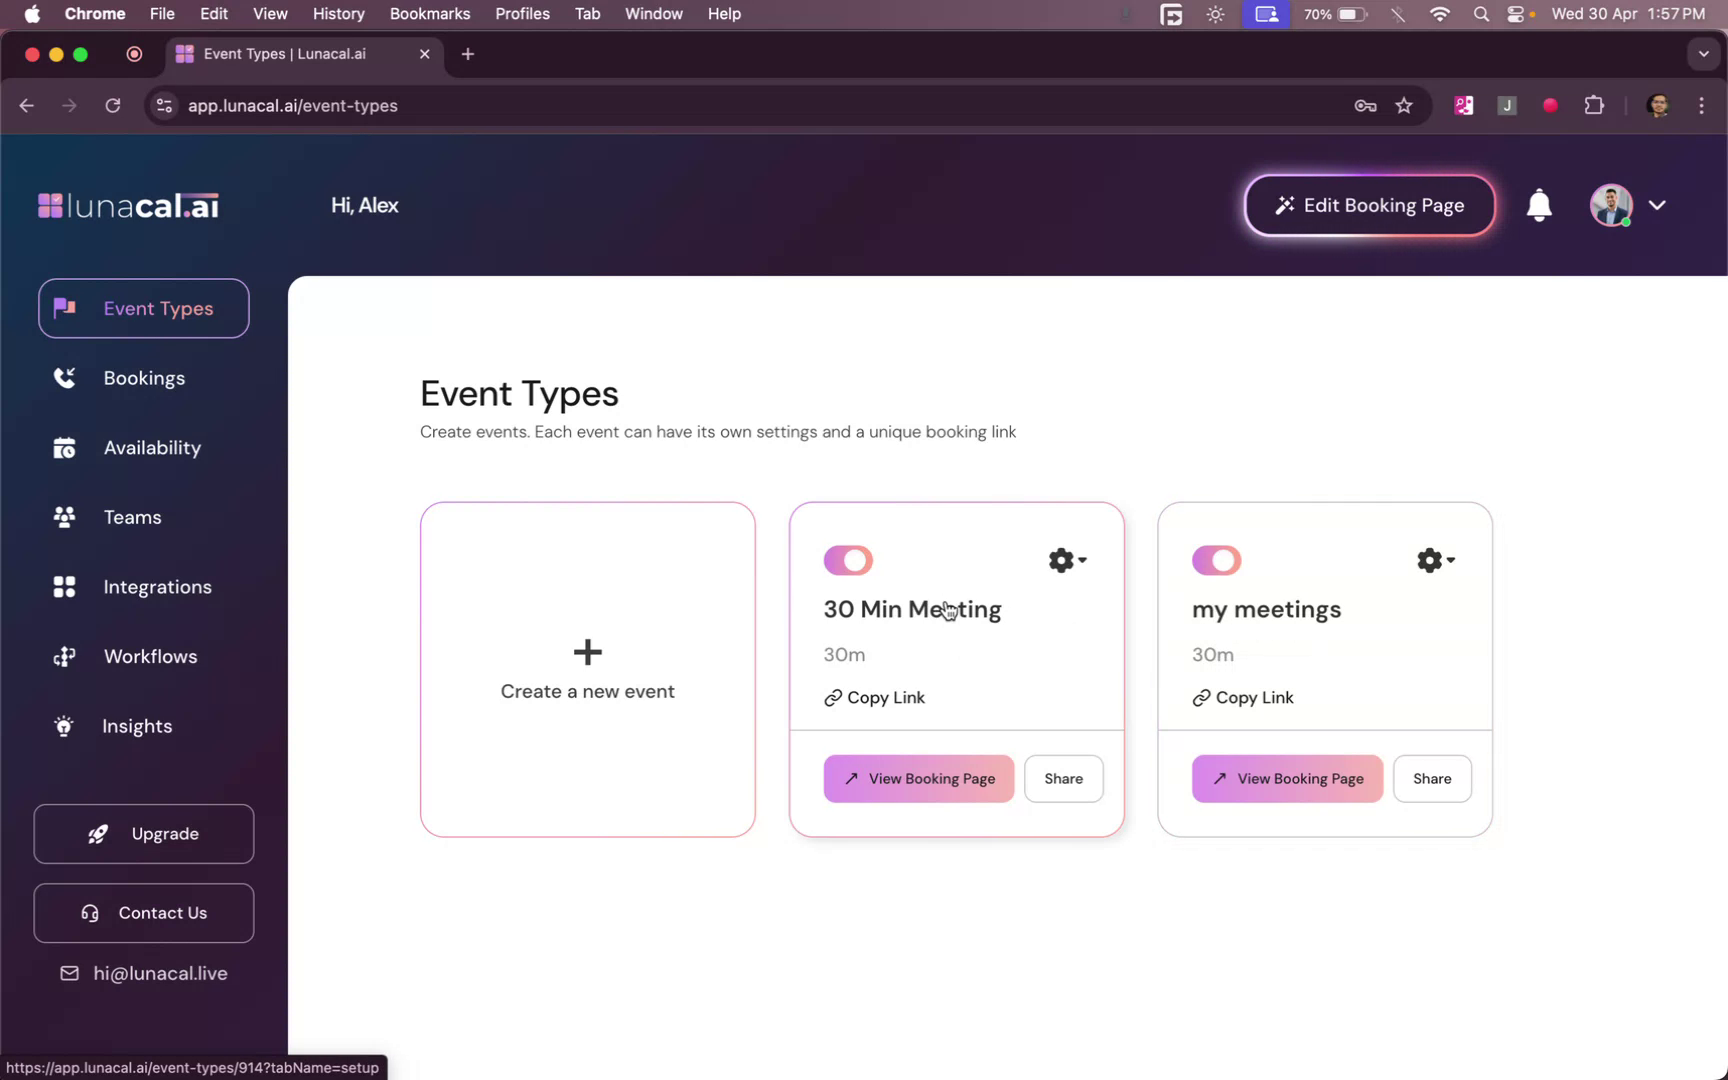 Chrome File Edit View History Bookmarks Profiles Tab Window Help 70% Wed 30 Apr 1:57 PM
Event Types | Lunacal.ai
app.lunacal.ai/event-types
J
lunacal.ai
Hi, Alex
Edit Booking Page
Event Types
Bookings
Availability
Teams
Integrations
Workflows
Insights
Upgrade
Contact Us
hi@lunacal.live
Event Types
Create events. Each event can have its own settings and a unique booking link
Create a new event
30 Min Meeting
30m
Copy Link
View Booking Page
Share
my meetings
30m
Copy Link
View Booking Page
Share
https://app.lunacal.ai/event-types/914?tabName=setup